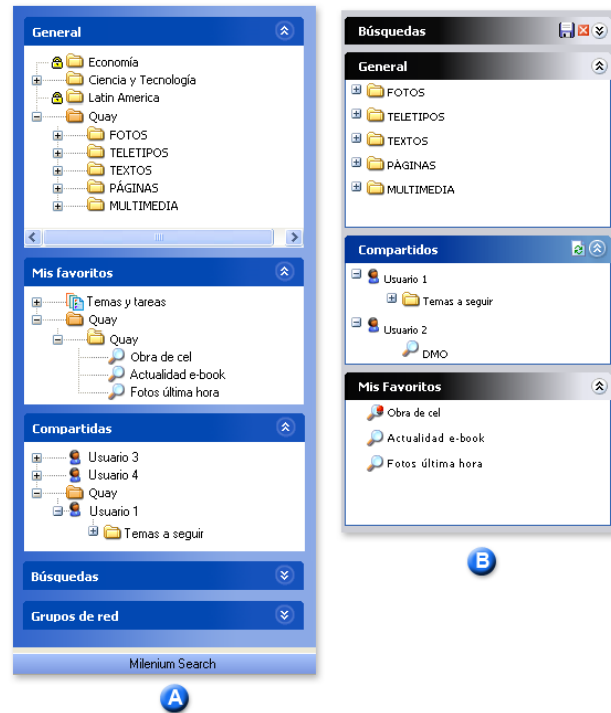 General
Economía
Ciencia y Tecnología
Latin America
Quay
FOTOS
TELETIPOS
TEXTOS
PÁGINAS
MULTIMEDIA
Mis favoritos
Temas y tareas
Quay
Quay
Obra de cel
Actualidad e-book
Fotos última hora
Compartidas
Usuario 3
Usuario 4
Quay
Usuario 1
Temas a seguir
Búsquedas
Grupos de red
Milenium Search
A
Búsquedas
General
FOTOS
TELETIPOS
TEXTOS
PÀGINAS
MULTIMEDIA
Compartidos
Usuario 1
Temas a seguir
Usuario 2
DMO
Mis Favoritos
Obra de cel
Actualidad e-book
Fotos última hora
B